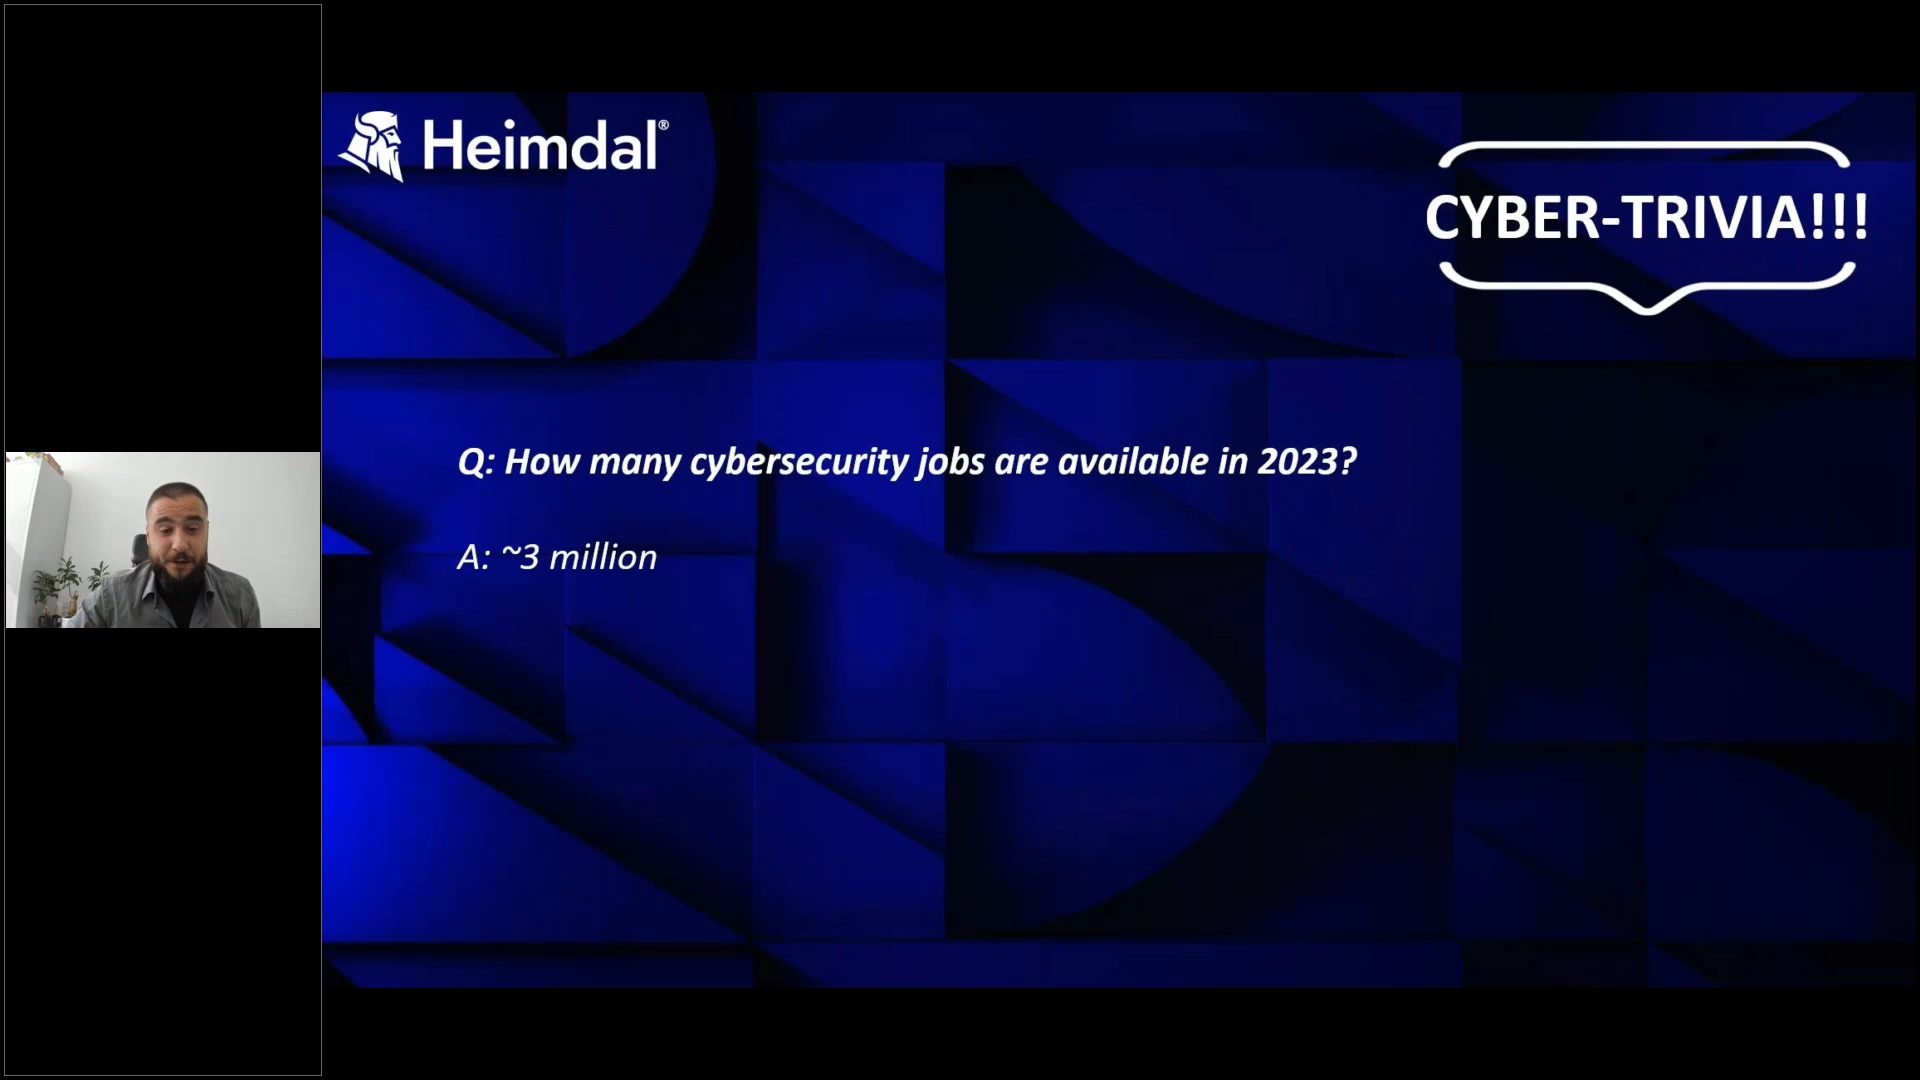 Heimdal®
CYBER-TRIVIA!!!
Q: How many cybersecurity jobs are available in 2023?
A: ~3 million